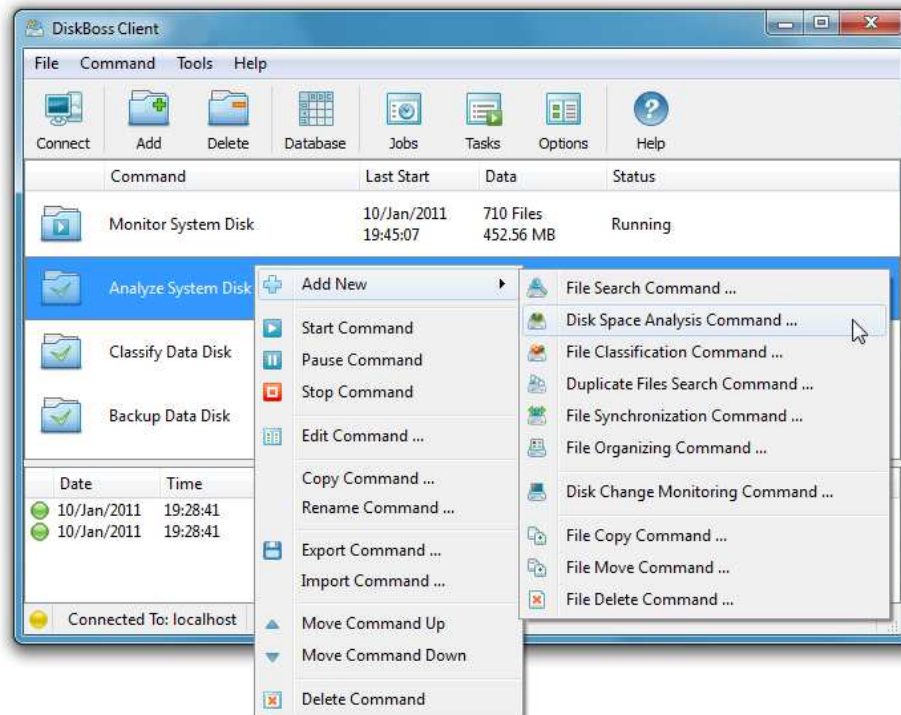 DiskBoss Client
File Command Tools Help
Connect Add Delete Database Jobs Tasks Options Help
Command Last Start Data Status
Monitor System Disk 10/Jan/2011 710 Files Running
19:45:07 452.56 MB
Analyze System Disk
Classify Data Disk
Backup Data Disk
Date Time
10/Jan/2011 19:28:41
10/Jan/2011 19:28:41
Connected To: localhost
Add New
Start Command
Pause Command
Stop Command
Edit Command ...
Copy Command ...
Rename Command ...
Export Command ...
Import Command ...
Move Command Up
Move Command Down
Delete Command
File Search Command ...
Disk Space Analysis Command ...
File Classification Command ...
Duplicate Files Search Command ...
File Synchronization Command ...
File Organizing Command ...
Disk Change Monitoring Command ...
File Copy Command ...
File Move Command ...
File Delete Command ...